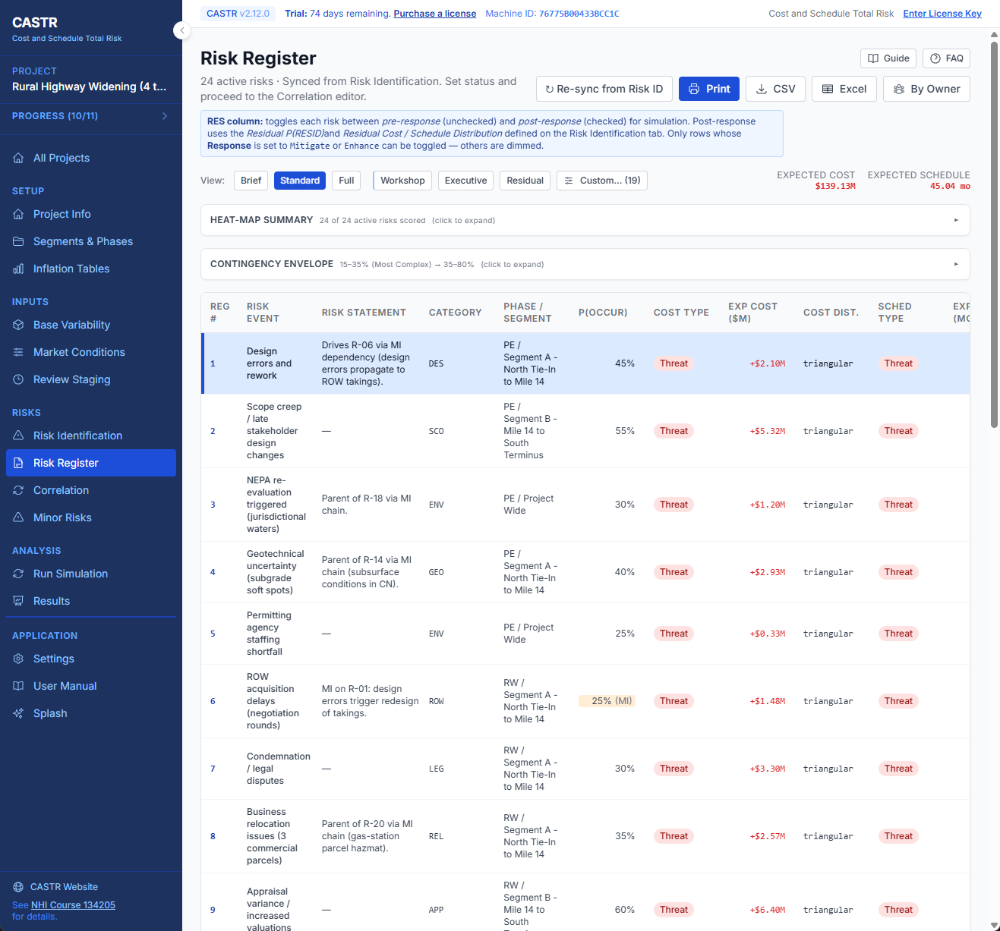 CASTR
Cost and Schedule Total Risk
PROJECT
Rural Highway Widening (4 t...
PROGRESS (10/11)
All Projects
SETUP
Project Info
Segments & Phases
Inflation Tables
INPUTS
Base Variability
Market Conditions
Review Staging
RISKS
Risk Identification
Risk Register
Correlation
Minor Risks
ANALYSIS
Run Simulation
Results
APPLICATION
Settings
User Manual
Splash
CASTR Website
See NHI Course 134205
for details.
CASTR v2.12.0 Trial: 74 days remaining. Purchase a license Machine ID: 76775B00433BCC1C Cost and Schedule Total Risk Enter License Key
Risk Register
Guide FAQ
24 active risks · Synced from Risk Identification. Set status and
proceed to the Correlation editor.
↻ Re-sync from Risk ID Print CSV Excel By Owner
RES column: toggles each risk between pre-response (unchecked) and post-response (checked) for simulation. Post-response
uses the Residual P(RESID)and Residual Cost / Schedule Distribution defined on the Risk Identification tab. Only rows whose
Response is set to Mitigate or Enhance can be toggled — others are dimmed.
View: Brief Standard Full Workshop Executive Residual Custom... (19)
EXPECTED COST EXPECTED SCHEDULE
$139.13M 45.04 mo
HEAT-MAP SUMMARY 24 of 24 active risks scored (click to expand) ▸
CONTINGENCY ENVELOPE 15–35% (Most Complex) → 35–80% (click to expand) ▸
REG
#
RISK
EVENT
RISK STATEMENT
CATEGORY
PHASE /
SEGMENT
P(OCCUR)
COST TYPE
EXP COST
($M)
COST DIST.
SCHED
TYPE
1
Design
errors and
rework
Drives R-06 via MI
dependency (design
errors propagate to
ROW takings).
DES
PE /
Segment A -
North Tie-In
to Mile 14
45%
Threat
+$2.10M
triangular
Threat
2
Scope creep
/ late
stakeholder
design
changes
—
SCO
PE /
Segment B -
Mile 14 to
South
Terminus
55%
Threat
+$5.32M
triangular
Threat
3
NEPA re-
evaluation
triggered
(jurisdictional
waters)
Parent of R-18 via MI
chain.
ENV
PE / Project
Wide
30%
Threat
+$1.20M
triangular
Threat
4
Geotechnical
uncertainty
(subgrade
soft spots)
Parent of R-14 via MI
chain (subsurface
conditions in CN).
GEO
PE /
Segment A -
North Tie-In
to Mile 14
40%
Threat
+$2.93M
triangular
Threat
5
Permitting
agency
staffing
shortfall
—
ENV
PE / Project
Wide
25%
Threat
+$0.33M
triangular
Threat
6
ROW
acquisition
delays
(negotiation
rounds)
MI on R-01: design
errors trigger redesign
of takings.
ROW
RW /
Segment A -
North Tie-In
to Mile 14
25% (MI)
Threat
+$1.48M
triangular
Threat
7
Condemnation
/ legal
disputes
—
LEG
RW /
Segment A -
North Tie-In
to Mile 14
30%
Threat
+$3.30M
triangular
Threat
8
Business
relocation
issues (3
commercial
parcels)
Parent of R-20 via MI
chain (gas-station
parcel hazmat).
REL
RW /
Segment A -
North Tie-In
to Mile 14
35%
Threat
+$2.57M
triangular
Threat
9
Appraisal
variance /
increased
valuations
—
APP
RW /
Segment B -
Mile 14 to
South
60%
Threat
+$6.40M
triangular
Threat